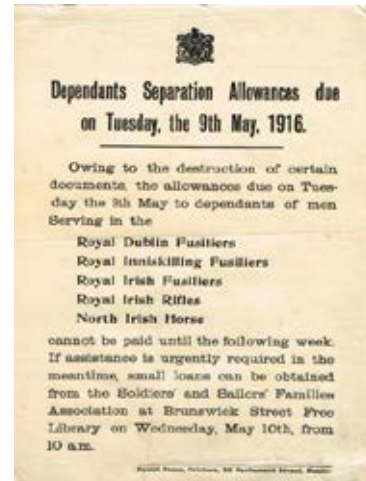 Dependants Separation Allowances due
on Tuesday, the 9th May, 1916.
Owing to the destruction of certain
documents, the allowances due on Tues-
day the 9th May to dependants of men
Serving in the
Royal Dublin Fusiliers
Royal Inniskilling Fusiliers
Royal Irish Fusiliers
Royal Irish Rifles
North Irish Horse
cannot be paid until the following week.
If assistance is urgently required in the
meantime, small loans can be obtained
from the Soldiers' and Sailors' Families
Association at Brunswick Street Free
Library on Wednesday, May 10th, from
10 a.m.